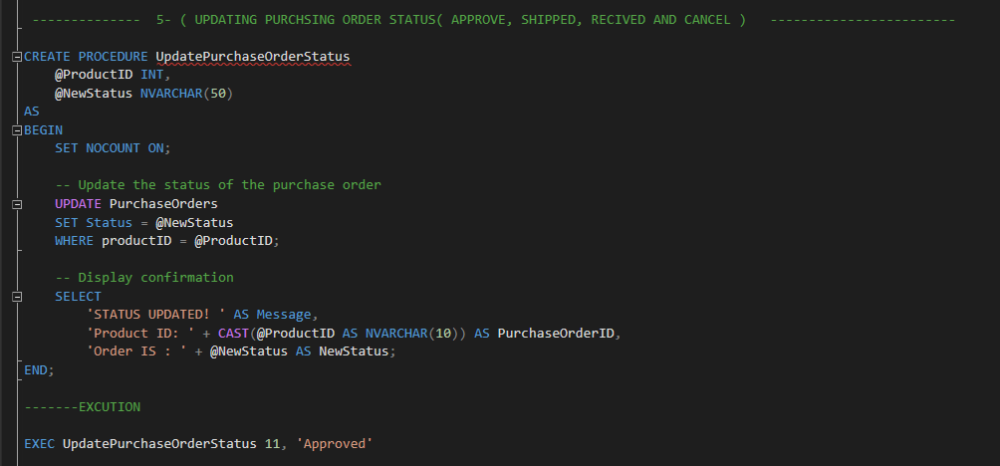 --------------  5- ( UPDATING PURCHSING ORDER STATUS( APPROVE, SHIPPED, RECIVED AND CANCEL )   ------------------------
CREATE PROCEDURE UpdatePurchaseOrderStatus
    @ProductID INT,
    @NewStatus NVARCHAR(50)
AS
BEGIN
    SET NOCOUNT ON;
    -- Update the status of the purchase order
    UPDATE PurchaseOrders
    SET Status = @NewStatus
    WHERE productID = @ProductID;
    -- Display confirmation
    SELECT
        'STATUS UPDATED! ' AS Message,
        'Product ID: ' + CAST(@ProductID AS NVARCHAR(10)) AS PurchaseOrderID,
        'Order IS : ' + @NewStatus AS NewStatus;
END;
-------EXCUTION
EXEC UpdatePurchaseOrderStatus 11, 'Approved'